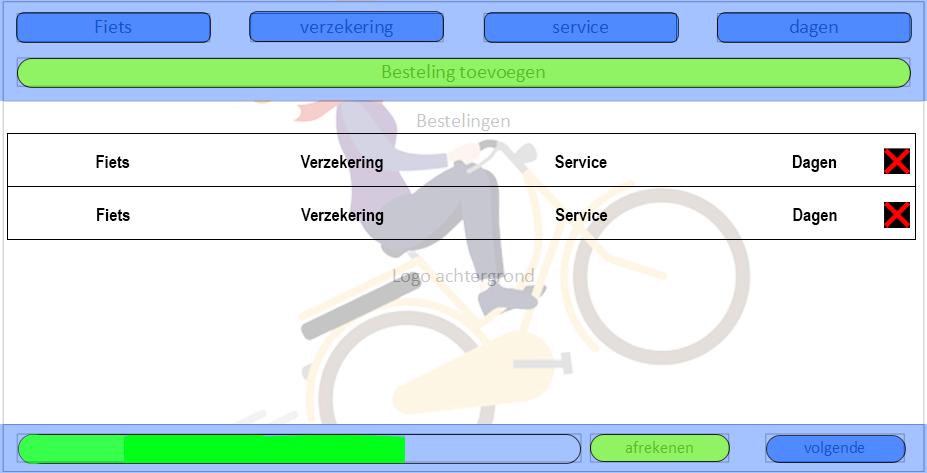 Fiets verzekering service dagen
Besteling toevoegen
Bestelingen
Fiets Verzekering Service Dagen
Fiets Verzekering Service Dagen
Logo achtergrond
afrekenen volgende